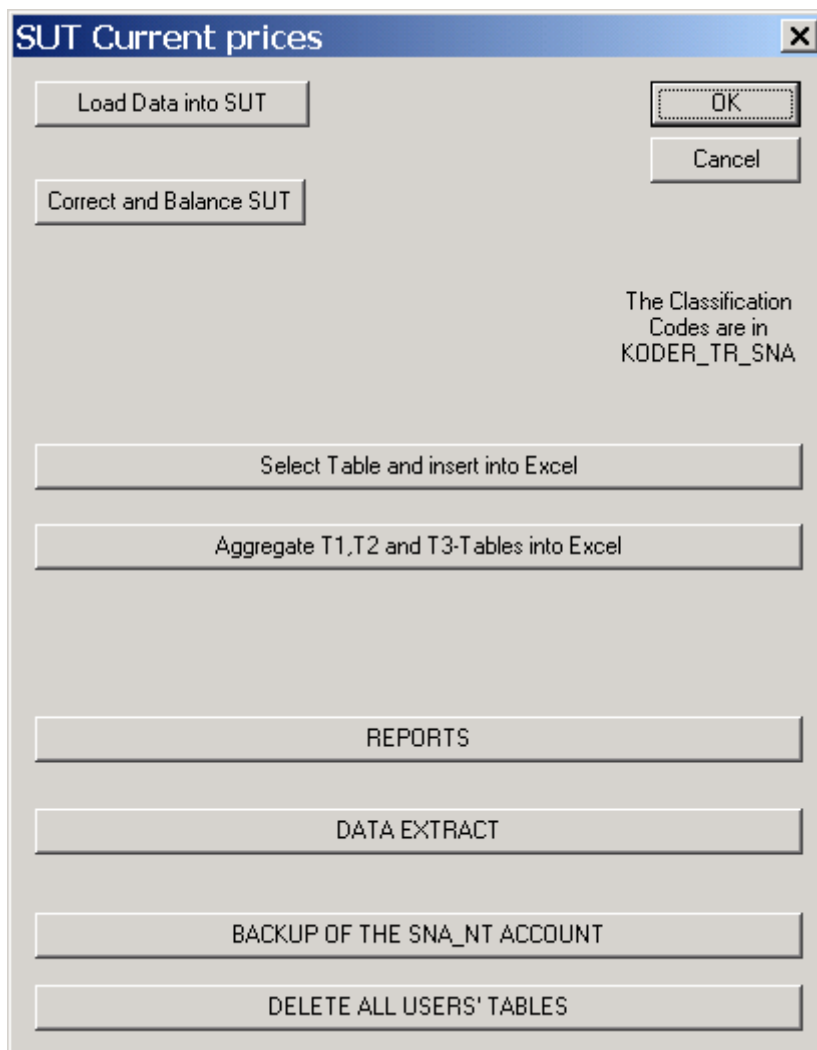 SUT Current prices
Load Data into SUT
OK
Cancel
Correct and Balance SUT
The Classification
Codes are in
KODER_TR_SNA
Select Table and insert into Excel
Aggregate T1,T2 and T3-Tables into Excel
REPORTS
DATA EXTRACT
BACKUP OF THE SNA_NT ACCOUNT
DELETE ALL USERS' TABLES